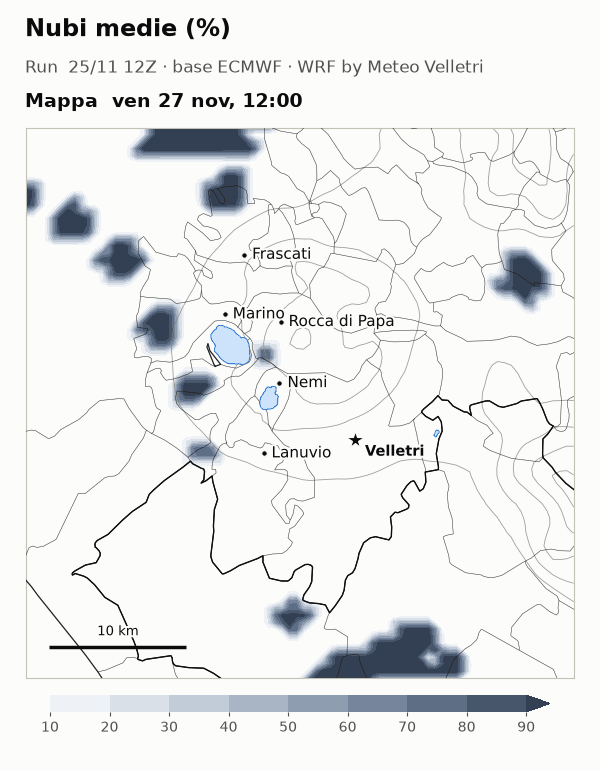 Nubi medie (%)
Run  25/11 12Z · base ECMWF · WRF by Meteo Velletri
Mappa  ven 27 nov, 12:00
Frascati
Marino
Rocca di Papa
Nemi
Velletri
Lanuvio
10 km
10 20 30 40 50 60 70 80 90